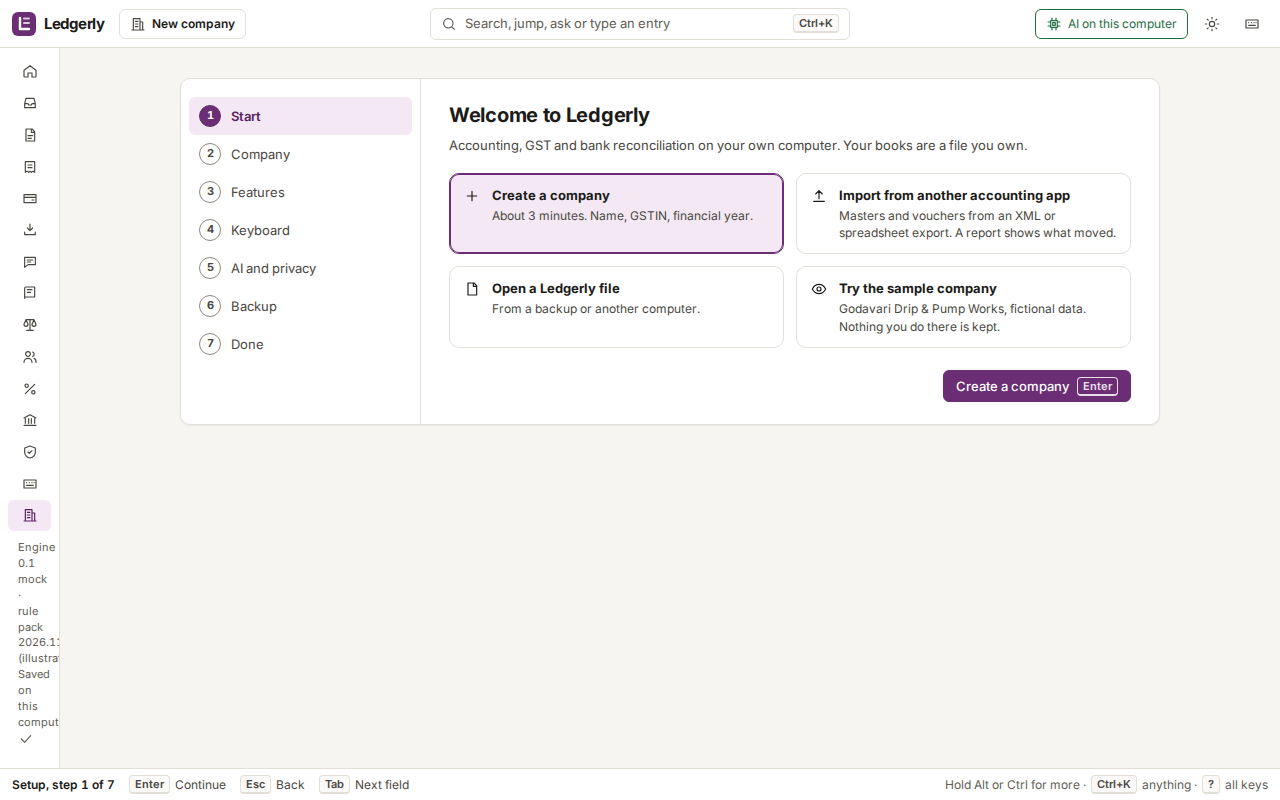 Ledgerly
New company
Search, jump, ask or type an entry
Ctrl+K
AI on this computer
1 Start
2 Company
3 Features
4 Keyboard
5 AI and privacy
6 Backup
7 Done
Welcome to Ledgerly
Accounting, GST and bank reconciliation on your own computer. Your books are a file you own.
Create a company
About 3 minutes. Name, GSTIN, financial year.
Import from another accounting app
Masters and vouchers from an XML or
spreadsheet export. A report shows what moved.
Open a Ledgerly file
From a backup or another computer.
Try the sample company
Godavari Drip & Pump Works, fictional data.
Nothing you do there is kept.
Create a company Enter
Engine
0.1
mock
·
rule
pack
Saved
on
this
Setup, step 1 of 7 Enter Continue Esc Back Tab Next field
Hold Alt or Ctrl for more · Ctrl+K anything · ? all keys